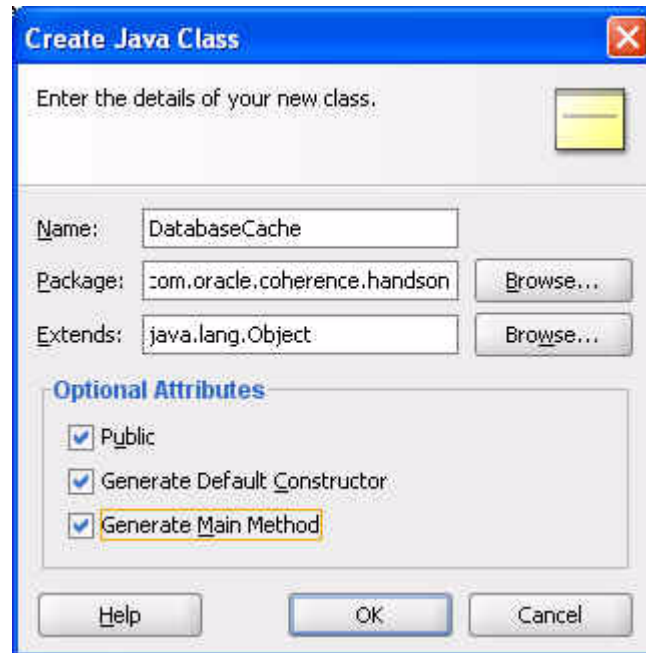 Create Java Class
Enter the details of your new class.
Name: DatabaseCache
Package: com.oracle.coherence.handson Browse...
Extends: java.lang.Object Browse...
Optional Attributes
Public
Generate Default Constructor
Generate Main Method
Help OK Cancel